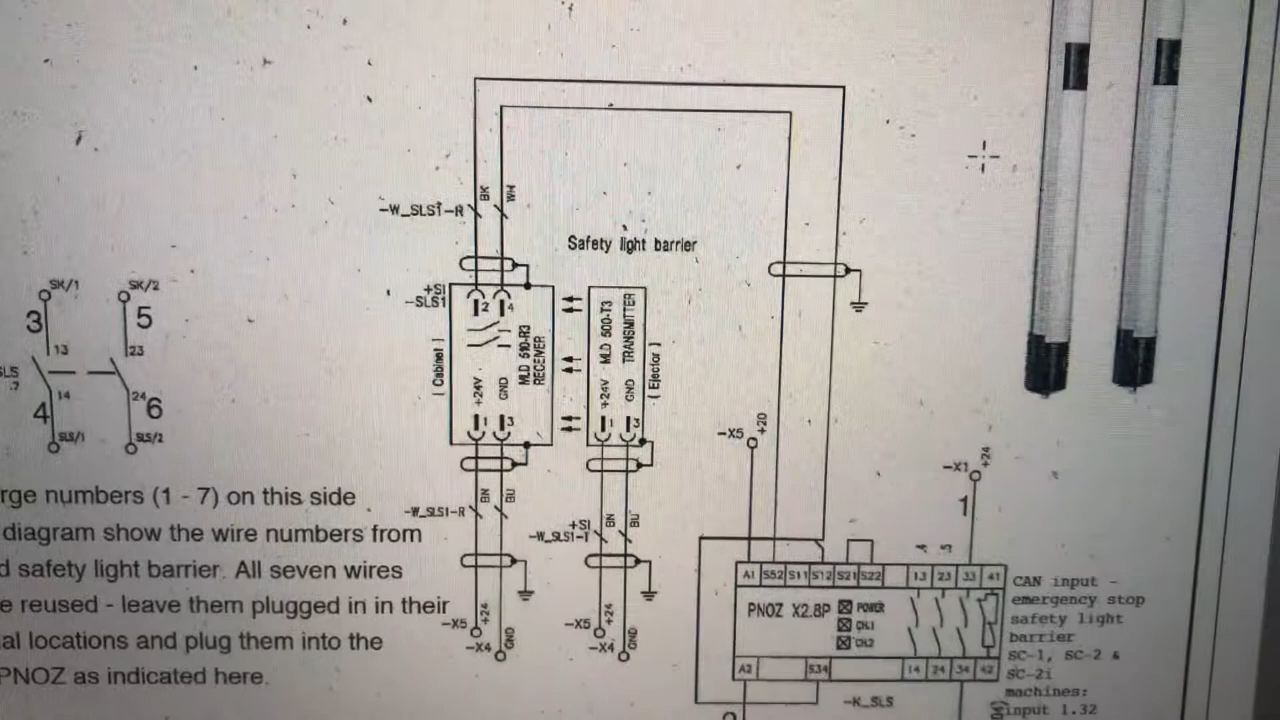 BK
WH
-W_SLS1-R
Safety light barrier
+SI
-SLS1
2
4
( Cabinet )
+24V
GND
MLD 510-R3
RECEIVER
1
3
+24V
MLD 500-T3
GND
TRANSMITTER
1
3
( Ejector )
SK/1
SK/2
3
5
13
23
SLS
.7
14
24
4
6
SLS/1
SLS/2
rge numbers (1 - 7) on this side
diagram show the wire numbers from
d safety light barrier. All seven wires
e reused - leave them plugged in in their
al locations and plug them into the
PNOZ as indicated here.
BN
BU
-W_SLS1-R
+SI
-W_SLS1-T
BN
BU
-X5
+24
-X4
GND
-X5
+24
-X4
GND
-X5
+20
-X1
+24
1
A1
S52
S11
S12
S21
S22
13
23
33
41
PNOZ X2.8P
POWER
CH.1
CH.2
A2
S34
14
24
34
42
-K_SLS
CAN input -
emergency stop
safety light
barrier
SC-1, SC-2 &
SC-2i
machines:
input 1.32